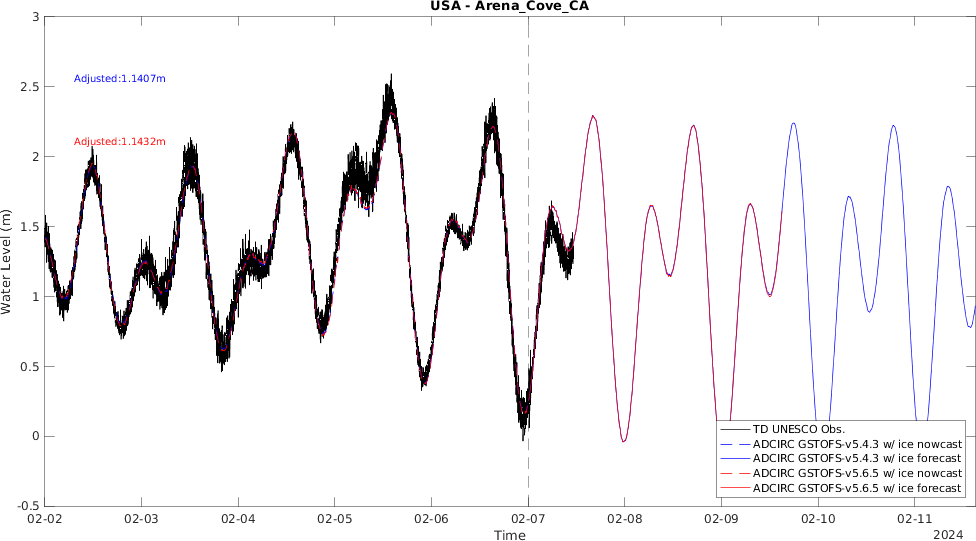 USA - Arena_Cove_CA
3
2.5
2
1.5
1
0.5
0
-0.5
Water Level (m)
Adjusted:1.1407m
Adjusted:1.1432m
TD UNESCO Obs.
ADCIRC GSTOFS-v5.4.3 w/ ice nowcast
ADCIRC GSTOFS-v5.4.3 w/ ice forecast
ADCIRC GSTOFS-v5.6.5 w/ ice nowcast
ADCIRC GSTOFS-v5.6.5 w/ ice forecast
02-02 02-03 02-04 02-05 02-06 02-07 02-08 02-09 02-10 02-11
Time
2024